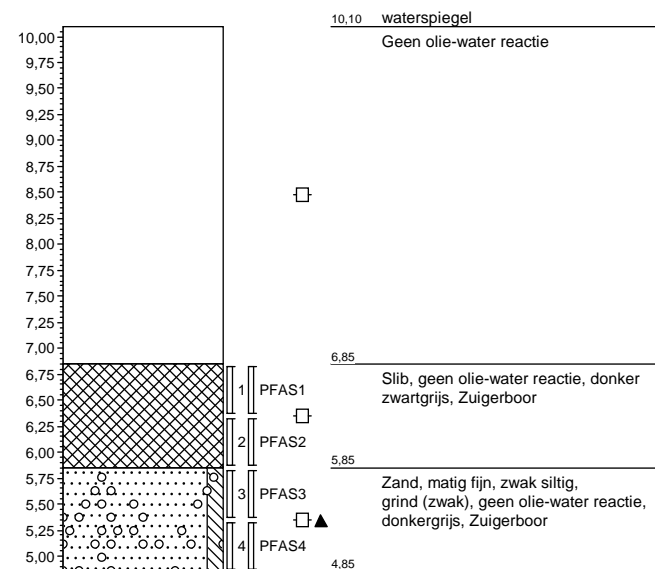 10,10 waterspiegel
Geen olie-water reactie
10,00
9,75
9,50
9,25
9,00
8,75
8,50
8,25
8,00
7,75
7,50
7,25
7,00
6,85
6,75
1 PFAS1
Slib, geen olie-water reactie, donker
zwartgrijs, Zuigerboor
6,50
6,25
2 PFAS2
6,00
5,85
5,75
3 PFAS3
Zand, matig fijn, zwak siltig,
grind (zwak), geen olie-water reactie,
donkergrijs, Zuigerboor
5,50
5,25
4 PFAS4
5,00
4,85